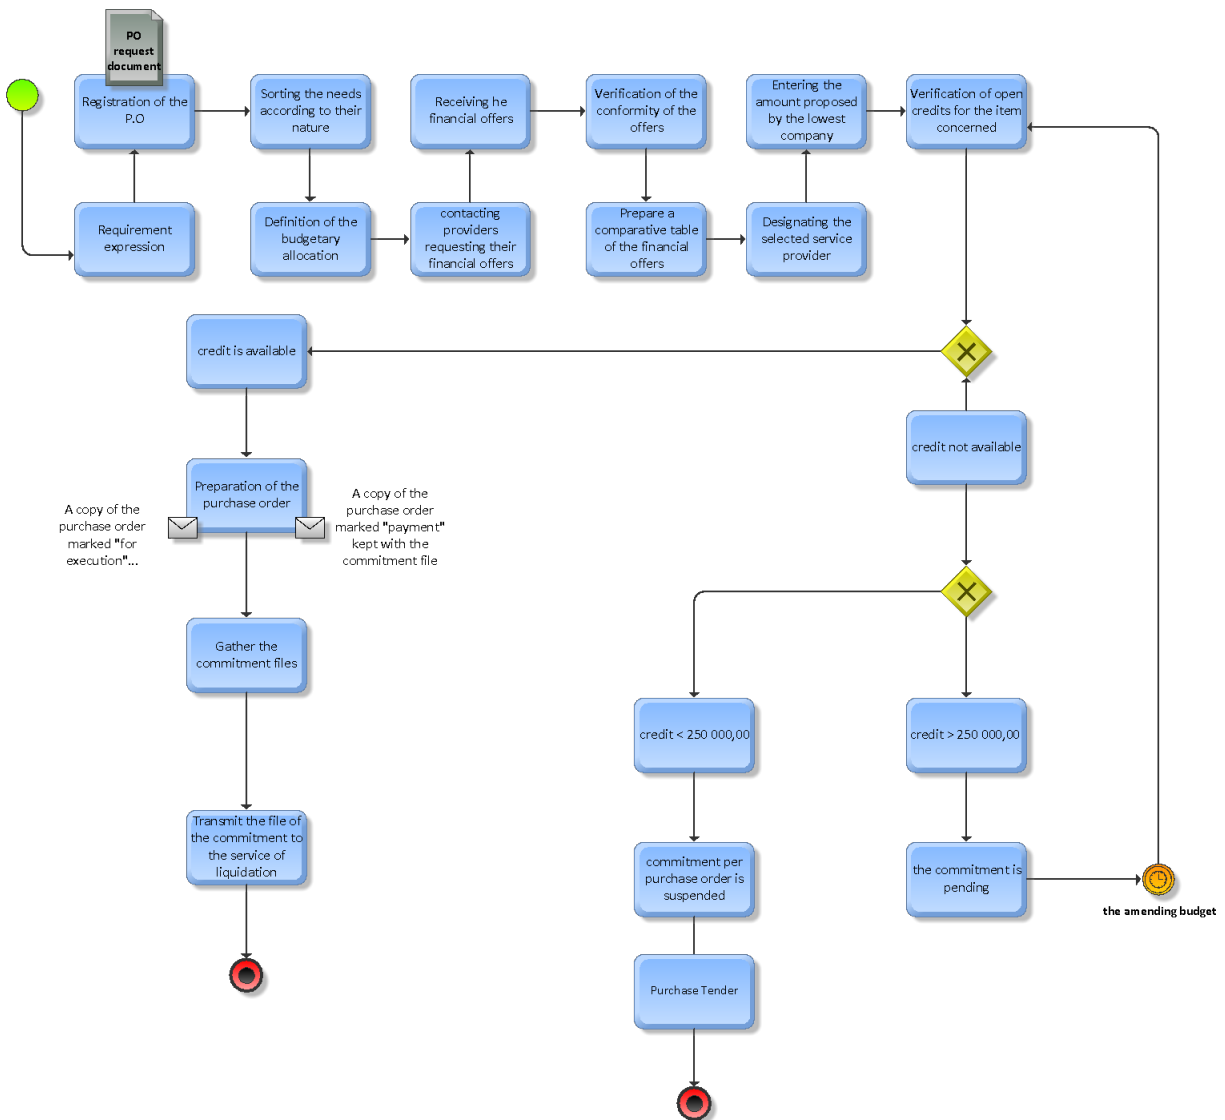 PO
request
document
Registration of the
P.O
Sorting the needs
according to their
nature
Receiving he
financial offers
Verification of the
conformity of the
offers
Entering the
amount proposed
by the lowest
company
Verification of open
credits for the item
concerned
Requirement
expression
Definition of the
budgetary
allocation
contacting
providers
requesting their
financial offers
Prepare a
comparative table
of the financial
offers
Designating the
selected service
provider
credit is available
credit not available
Preparation of the
purchase order
A copy of the
purchase order
marked "for
execution"...
A copy of the
purchase order
marked "payment"
kept with the
commitment file
Gather the
commitment files
credit < 250 000,00
credit > 250 000,00
Transmit the file of
the commitment to
the service of
liquidation
commitment per
purchase order is
suspended
the commitment is
pending
the amending budget
Purchase Tender